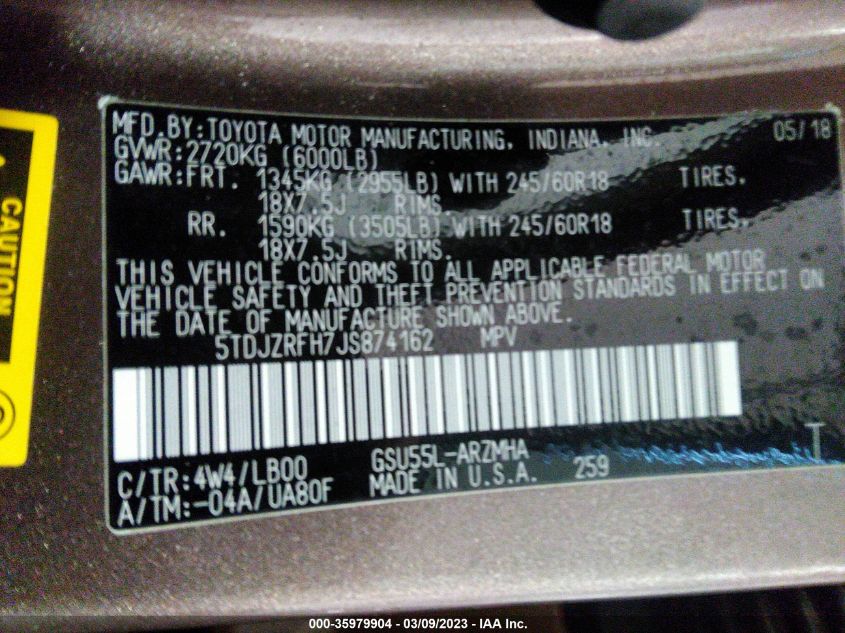 MFD.BY:TOYOTA MOTOR MANUFACTURING, INDIANA, INC. 05/18
GVWR:2720KG (6000LB)
GAWR:FRT. 1345KG (2955LB) WITH 245/60R18 TIRES.
18X7.5J RIMS.
RR. 1590KG (3505LB) WITH 245/60R18 TIRES.
18X7.5J RIMS.
THIS VEHICLE CONFORMS TO ALL APPLICABLE FEDERAL MOTOR
VEHICLE SAFETY AND THEFT PREVENTION STANDARDS IN EFFECT ON
THE DATE OF MANUFACTURE SHOWN ABOVE.
5TDJZRFH7JS874162 MPV
C/TR:4W4/LB00 GSU55L-ARZMHA
A/TM:-04A/UA80F MADE IN U.S.A. 259
T
CAUTION
000-35979904 - 03/09/2023 - IAA Inc.